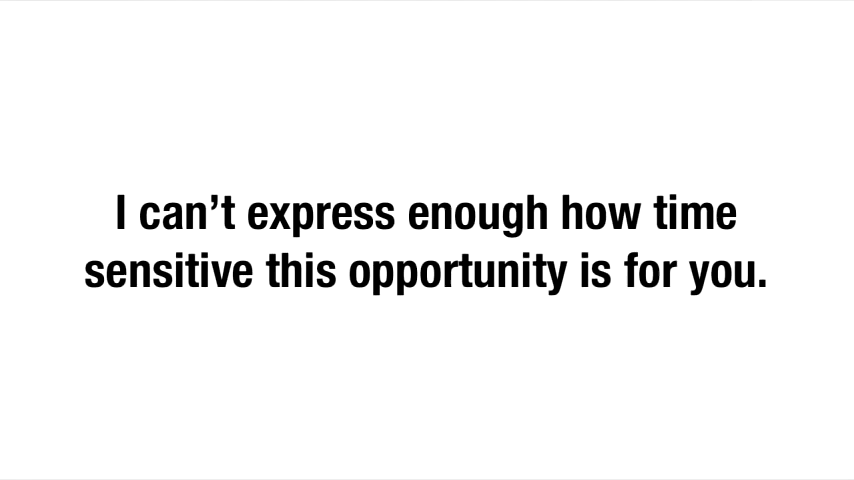 I can’t express enough how time
sensitive this opportunity is for you.